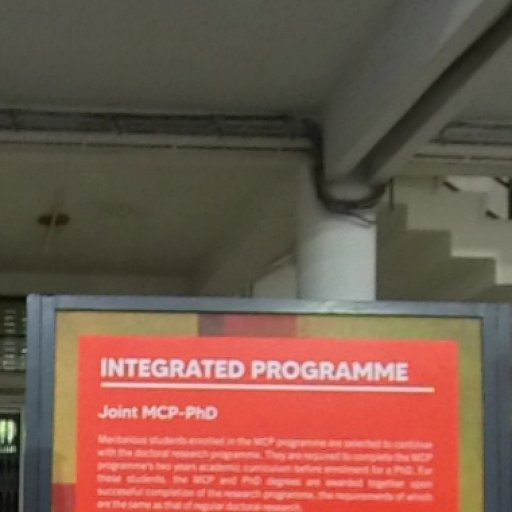 INTEGRATED PROGRAMME
Joint MCP-PhD
Meritorious students enrolled in the MCP programme are selected to continue
with the doctoral research programme. They are required to complete the MCP
programme's two years academic curriculum before enrolment for a PhD. For
these students, the MCP and PhD degrees are awarded together upon
successful completion of the research programme, the requirements of which
are the same as that of regular doctoral research.